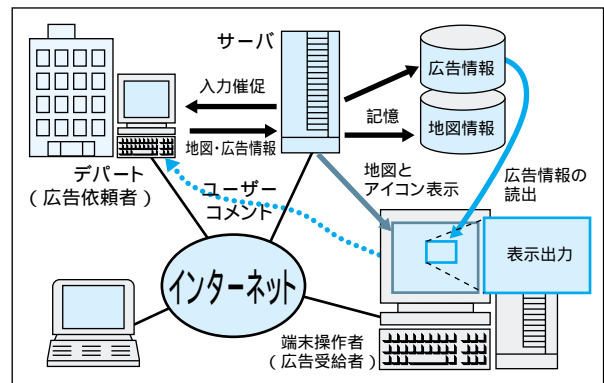 サーバ
広告情報
入力催促
記憶
地図・広告情報
地図情報
デパート
(広告依頼者)
ユーザー
コメント
地図と
アイコン表示
広告情報の
読出
表示出力
インターネット
端末操作者
(広告受給者)